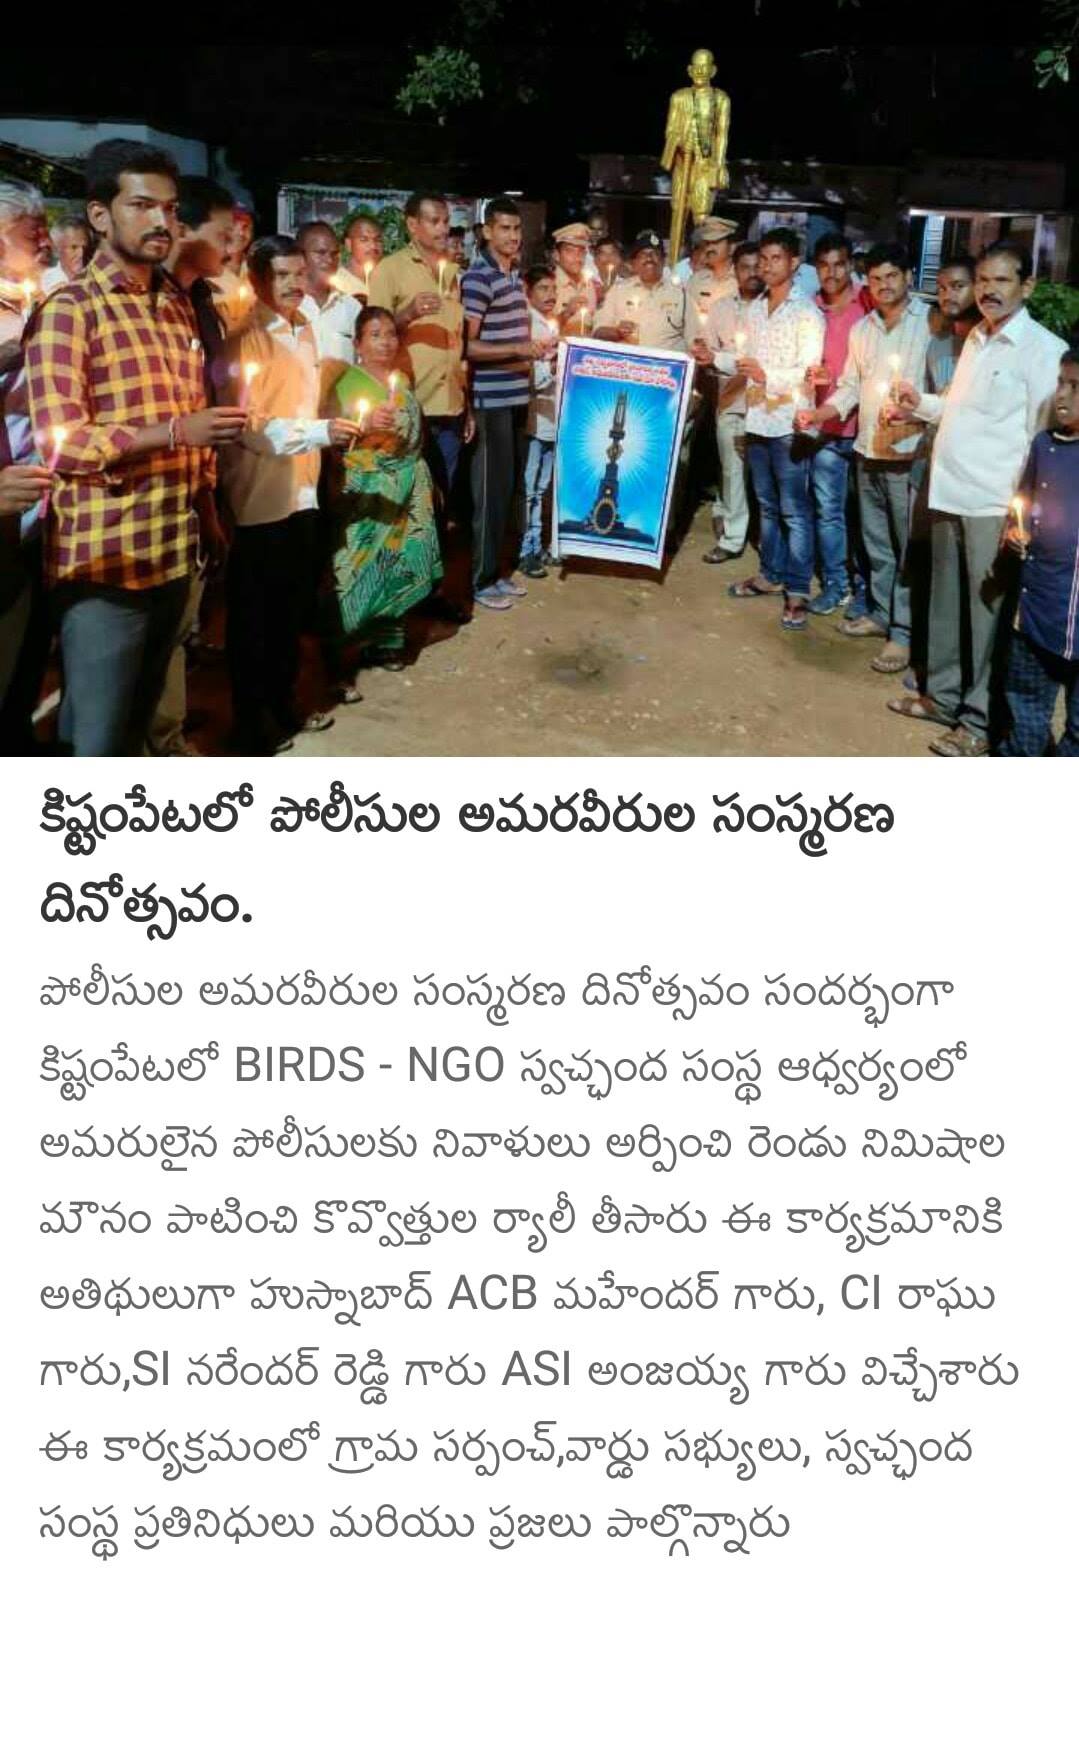 కిష్టంపేటలో పోలీసుల అమరవీరుల సంస్మరణ
దినోత్సవం.
పోలీసుల అమరవీరుల సంస్మరణ దినోత్సవం సందర్భంగా
కిష్టంపేటలో BIRDS - NGO స్వచ్ఛంద సంస్థ ఆధ్వర్యంలో
అమరులైన పోలీసులకు నివాళులు అర్పించి రెండు నిమిషాల
మౌనం పాటించి కొవ్వొత్తుల ర్యాలీ తీసారు ఈ కార్యక్రమానికి
అతిథులుగా హుస్నాబాద్ ACB మహేందర్ గారు, CI రాఘు
గారు,SI నరేందర్ రెడ్డి గారు ASI అంజయ్య గారు విచ్చేశారు
ఈ కార్యక్రమంలో గ్రామ సర్పంచ్,వార్డు సభ్యులు, స్వచ్ఛంద
సంస్థ ప్రతినిధులు మరియు ప్రజలు పాల్గొన్నారు